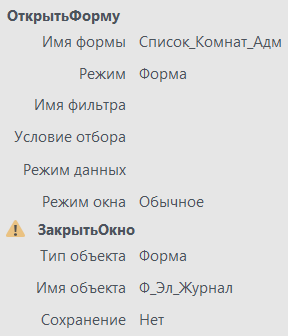 ОткрытьФорму
Имя формы Список_Комнат_Адм
Режим Форма
Имя фильтра
Условие отбора
Режим данных
Режим окна Обычное
ЗакрытьОкно
Тип объекта Форма
Имя объекта Ф_Эл_Журнал
Сохранение Нет